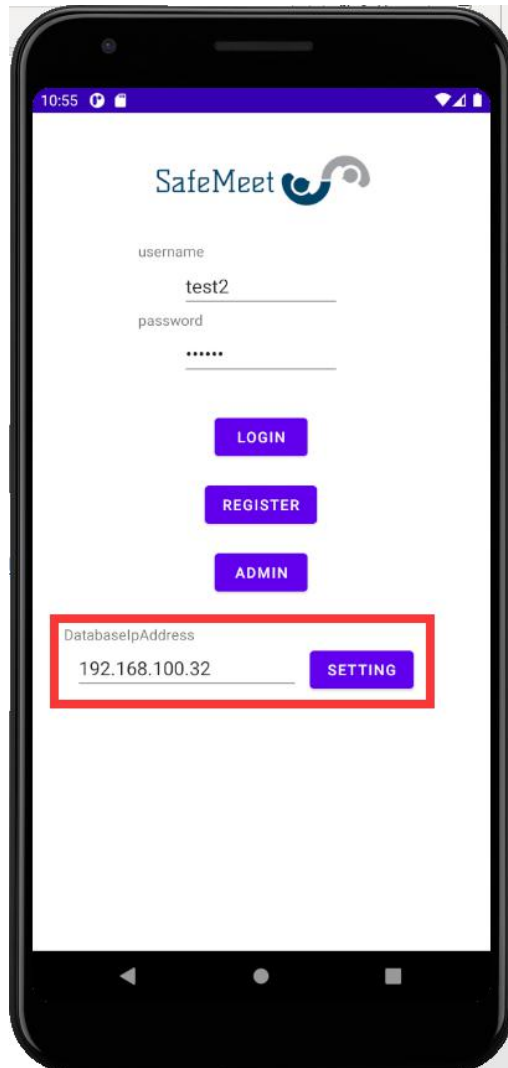 10:55
SafeMeet
username
test2
password
••••••
LOGIN
REGISTER
ADMIN
DatabaseIpAddress
192.168.100.32 SETTING